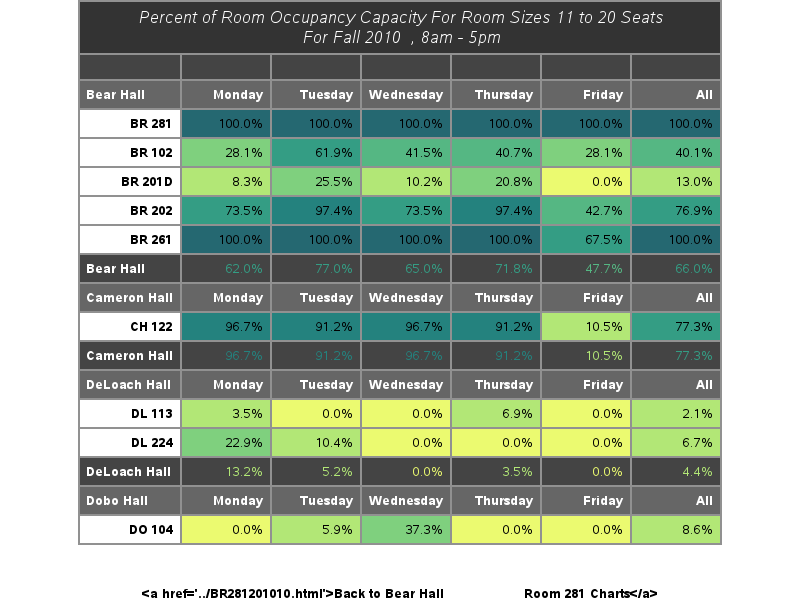 Percent of Room Occupancy Capacity For Room Sizes 11 to 20 Seats
For Fall 2010 , 8am - 5pm
Bear Hall Monday Tuesday Wednesday Thursday Friday All
BR 281 100.0% 100.0% 100.0% 100.0% 100.0% 100.0%
BR 102 28.1% 61.9% 41.5% 40.7% 28.1% 40.1%
BR 201D 8.3% 25.5% 10.2% 20.8% 0.0% 13.0%
BR 202 73.5% 97.4% 73.5% 97.4% 42.7% 76.9%
BR 261 100.0% 100.0% 100.0% 100.0% 67.5% 100.0%
Bear Hall 62.0% 77.0% 65.0% 71.8% 47.7% 66.0%
Cameron Hall Monday Tuesday Wednesday Thursday Friday All
CH 122 96.7% 91.2% 96.7% 91.2% 10.5% 77.3%
Cameron Hall 96.7% 91.2% 96.7% 91.2% 10.5% 77.3%
DeLoach Hall Monday Tuesday Wednesday Thursday Friday All
DL 113 3.5% 0.0% 0.0% 6.9% 0.0% 2.1%
DL 224 22.9% 10.4% 0.0% 0.0% 0.0% 6.7%
DeLoach Hall 13.2% 5.2% 0.0% 3.5% 0.0% 4.4%
Dobo Hall Monday Tuesday Wednesday Thursday Friday All
DO 104 0.0% 5.9% 37.3% 0.0% 0.0% 8.6%
<a href='../BR281201010.html'>Back to Bear Hall Room 281 Charts</a>